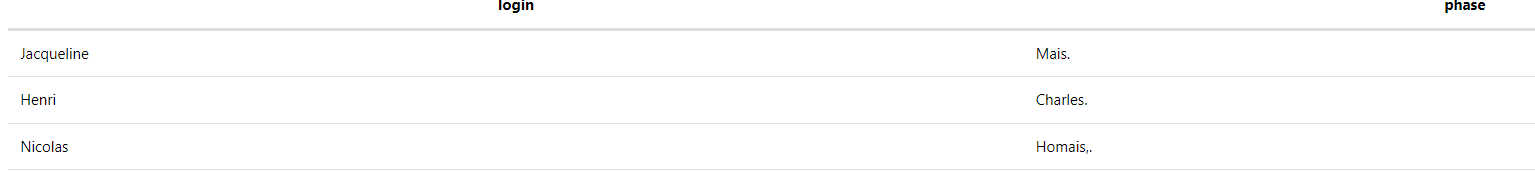 login phase
Jacqueline Mais.
Henri Charles.
Nicolas Homais,.